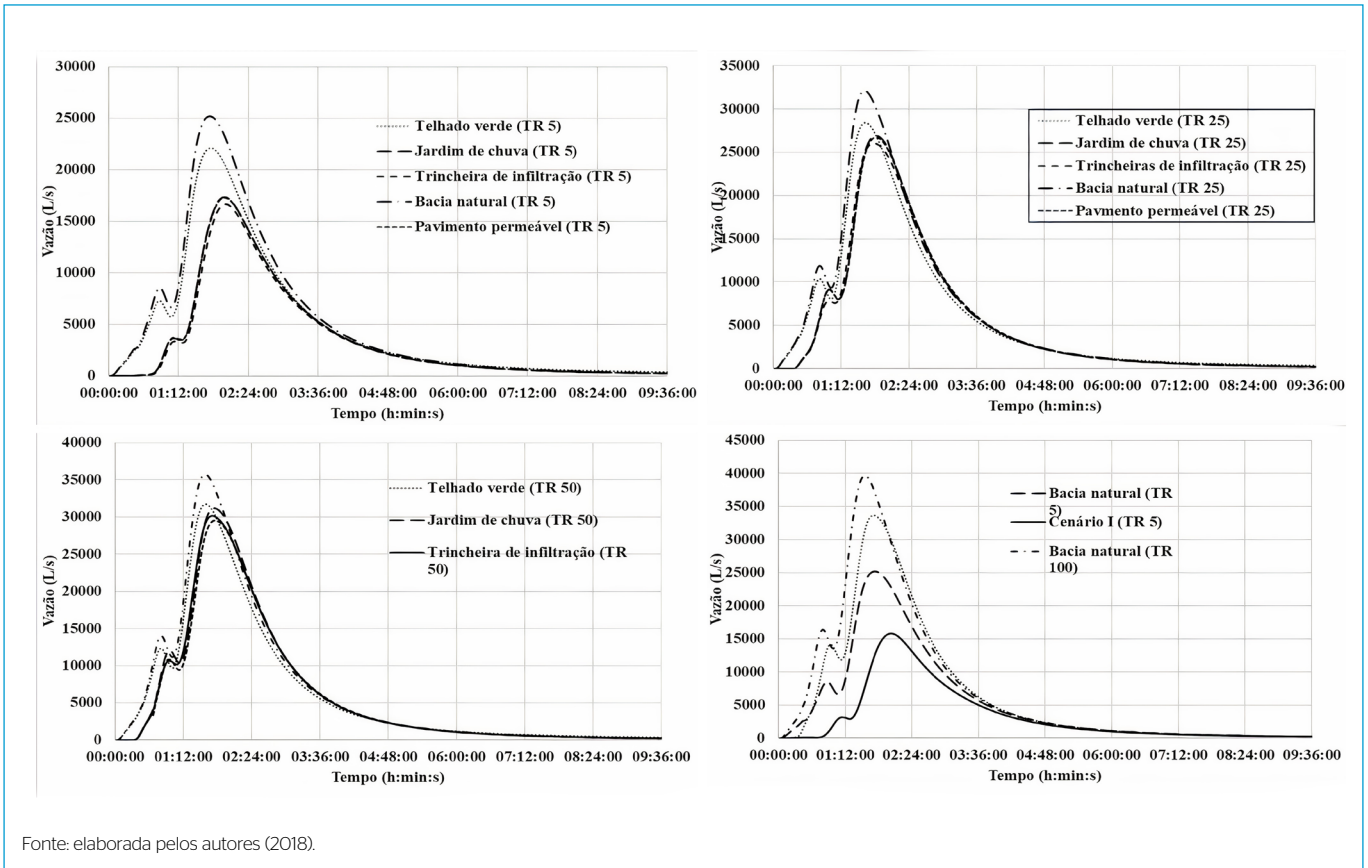 30000
25000
20000
15000
10000
5000
0
Vazão (L/s)
Telhado verde (TR 5)
Jardim de chuva (TR 5)
Trincheira de infiltração (TR 5)
Bacia natural (TR 5)
Pavimento permeável (TR 5)
00:00:00 01:12:00 02:24:00 03:36:00 04:48:00 06:00:00 07:12:00 08:24:00 09:36:00
Tempo (h:min:s)
35000
30000
25000
20000
15000
10000
5000
0
Vazão (L/s)
Telhado verde (TR 25)
Jardim de chuva (TR 25)
Trincheiras de infiltração (TR 25)
Bacia natural (TR 25)
Pavmento permeável (TR 25)
00:00:00 01:12:00 02:24:00 03:36:00 04:48:00 06:00:00 07:12:00 08:24:00 09:36:00
Tempo (h:min:s)
40000
35000
30000
25000
20000
15000
10000
5000
0
Vazão (L/s)
Telhado verde (TR 50)
Jardim de chuva (TR 50)
Trincheira de infiltração (TR
50)
00:00:00 01:12:00 02:24:00 03:36:00 04:48:00 06:00:00 07:12:00 08:24:00 09:36:00
Tempo (h:min:s)
45000
40000
35000
30000
25000
20000
15000
10000
5000
0
Vazão (L/s)
Bacia natural (TR
5)
Cenário I (TR 5)
Bacia natural (TR
100)
00:00:00 01:12:00 02:24:00 03:36:00 04:48:00 06:00:00 07:12:00 08:24:00 09:36:00
Tempo (h:min:s)
Fonte: elaborada pelos autores (2018).